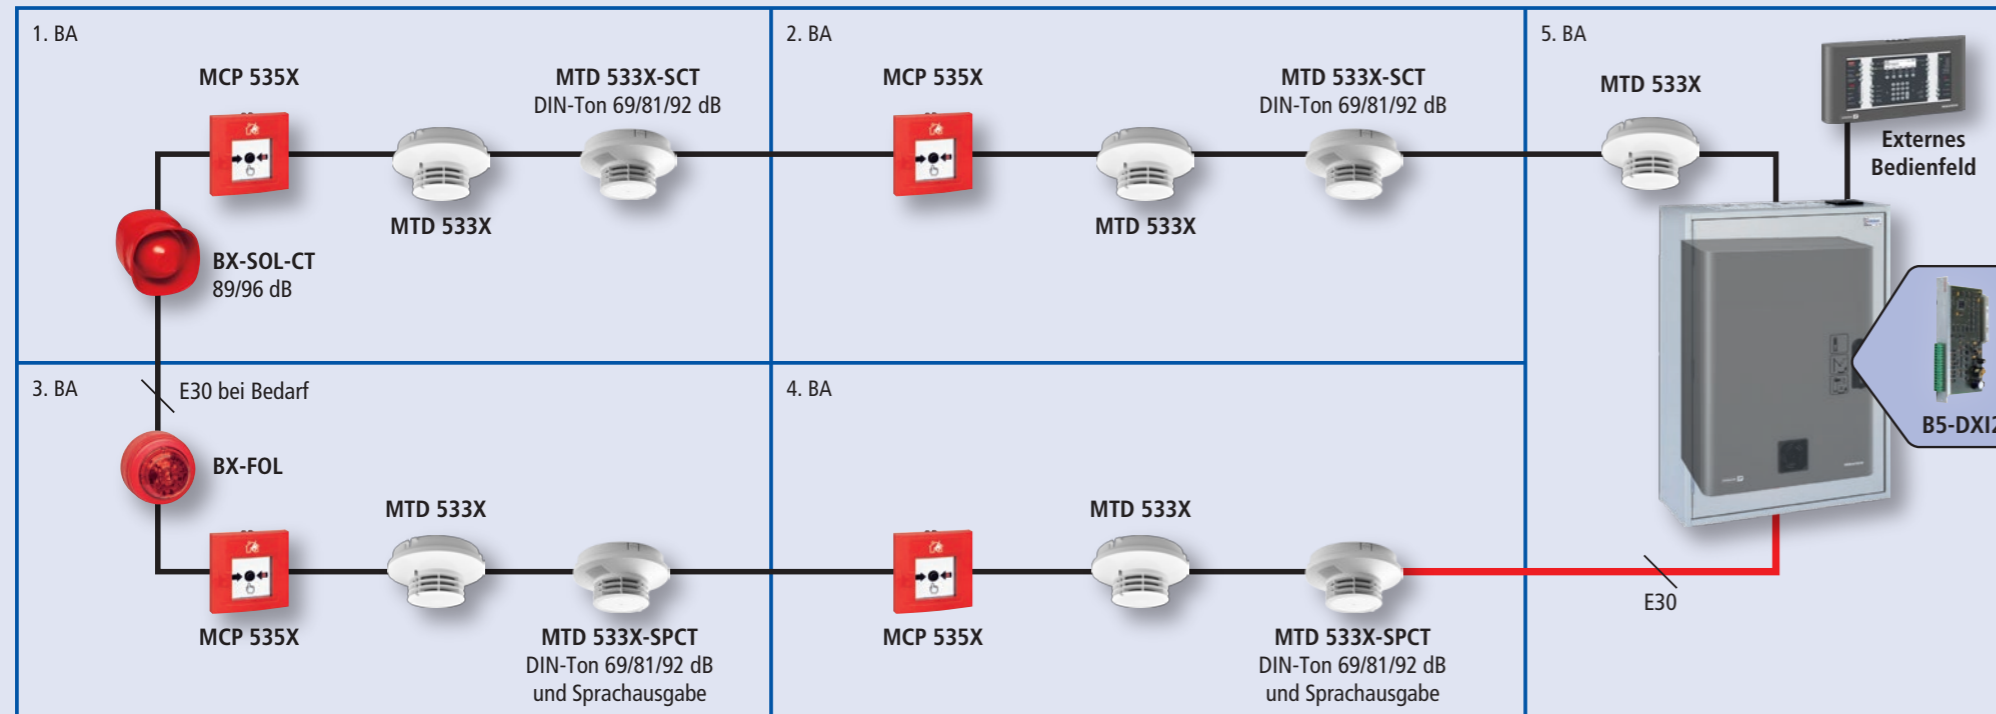 1. BA
MCP 535X
MTD 533X-SCT
DIN-Ton 69/81/92 dB
MTD 533X
BX-SOL-CT
89/96 dB
2. BA
MCP 535X
MTD 533X-SCT
DIN-Ton 69/81/92 dB
MTD 533X
5. BA
MTD 533X
Externes
Bedienfeld
B5-DXI2
3. BA
E30 bei Bedarf
BX-FOL
MTD 533X
MCP 535X
MTD 533X-SPCT
DIN-Ton 69/81/92 dB
und Sprachausgabe
4. BA
MTD 533X
MCP 535X
MTD 533X-SPCT
DIN-Ton 69/81/92 dB
und Sprachausgabe
E30